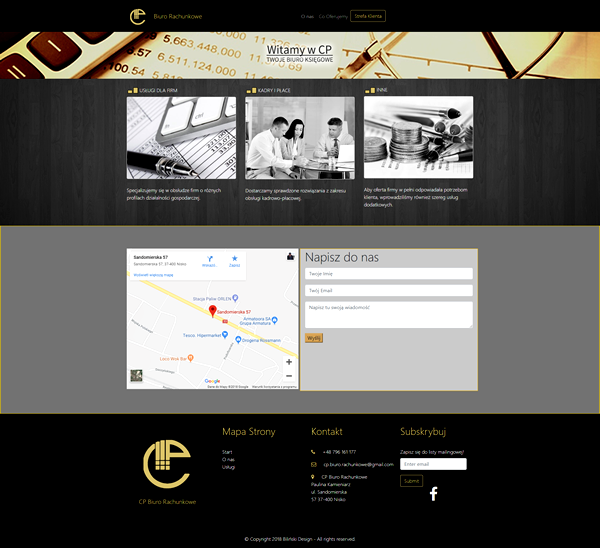 Biuro Rachunkowe
O nas
Co Oferujemy
Strefa Klienta
Witamy w CP
TWOJE BIURO KSIĘGOWE
USŁUGI DLA FIRM
KADRY I PŁACE
INNE
Specjalizujemy się w obsłudze firm o różnych
profilach działalności gospodarczej.
Dostarczamy sprawdzone rozwiązania z zakresu
obsługi kadrowo-płacowej.
Aby oferta firmy w pełni odpowiadała potrzebom
klienta, wprowadziliśmy również szereg usług
dodatkowych.
Sandomierska 57
Sandomierska 57, 37-400 Nisko
Wyświetl większą mapę
Zapisz
Stacja Paliw ORLEN
Sandomierska 57
Armatoora SA
Grupa Armatura
Tesco. Hipermarket
Drogeria Rossmann
Loco Wok Bar
Google
Dane do Mapy ©2018 Google
Warunki korzystania z programu
Napisz do nas
Twoje Imię
Twój Email
Napisz tu swoją wiadomość
Wyślij
CP Biuro Rachunkowe
Mapa Strony
Start
O nas
Usługi
Kontakt
+48 796 161 577
cp.biuro.rachunkowe@gmail.com
CP Biuro Rachunkowe
Paulina Kamieniarz
ul. Sandomierska
57 37-400 Nisko
Subskrybuj
Zapisz się do listy mailingowej!
Enter email
Submit
© Copyright 2018 Biliński Design - All rights reserved